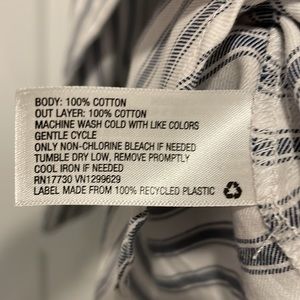 BODY: 100% COTTON
OUT LAYER: 100% COTTON
MACHINE WASH COLD WITH LIKE COLORS
GENTLE CYCLE
ONLY NON-CHLORINE BLEACH IF NEEDED
TUMBLE DRY LOW, REMOVE PROMPTLY
COOL IRON IF NEEDED
RN17730 VN1299629
LABEL MADE FROM 100% RECYCLED PLASTIC